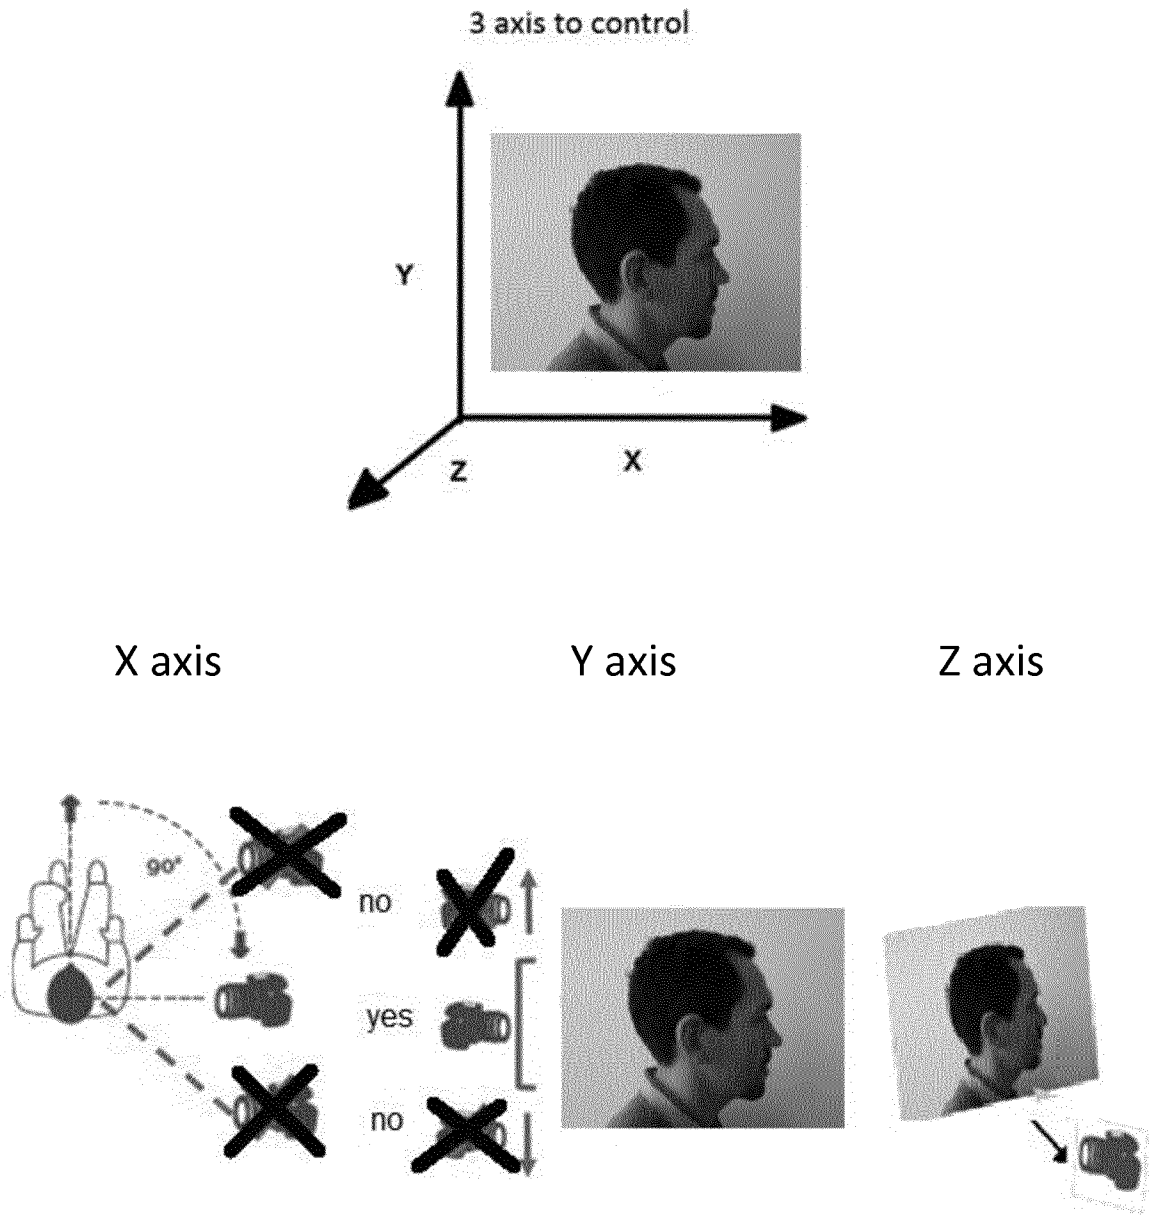 3 axis to control
Y
Z
X
X axis
Y axis
Z axis
90°
no
yes
no